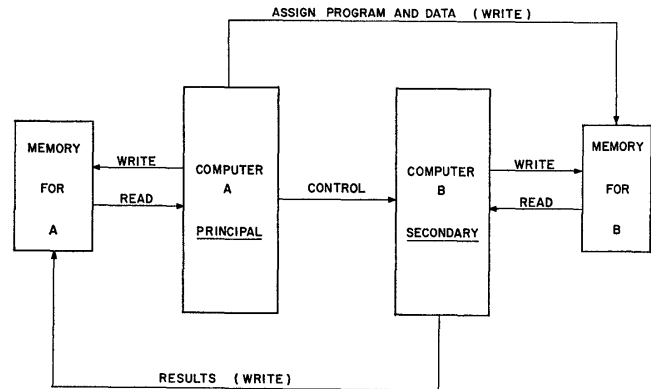 ASSIGN PROGRAM AND DATA (WRITE)
MEMORY
FOR
A
WRITE
READ
COMPUTER
A
PRINCIPAL
CONTROL
COMPUTER
B
SECONDARY
WRITE
READ
MEMORY
FOR
B
RESULTS (WRITE)